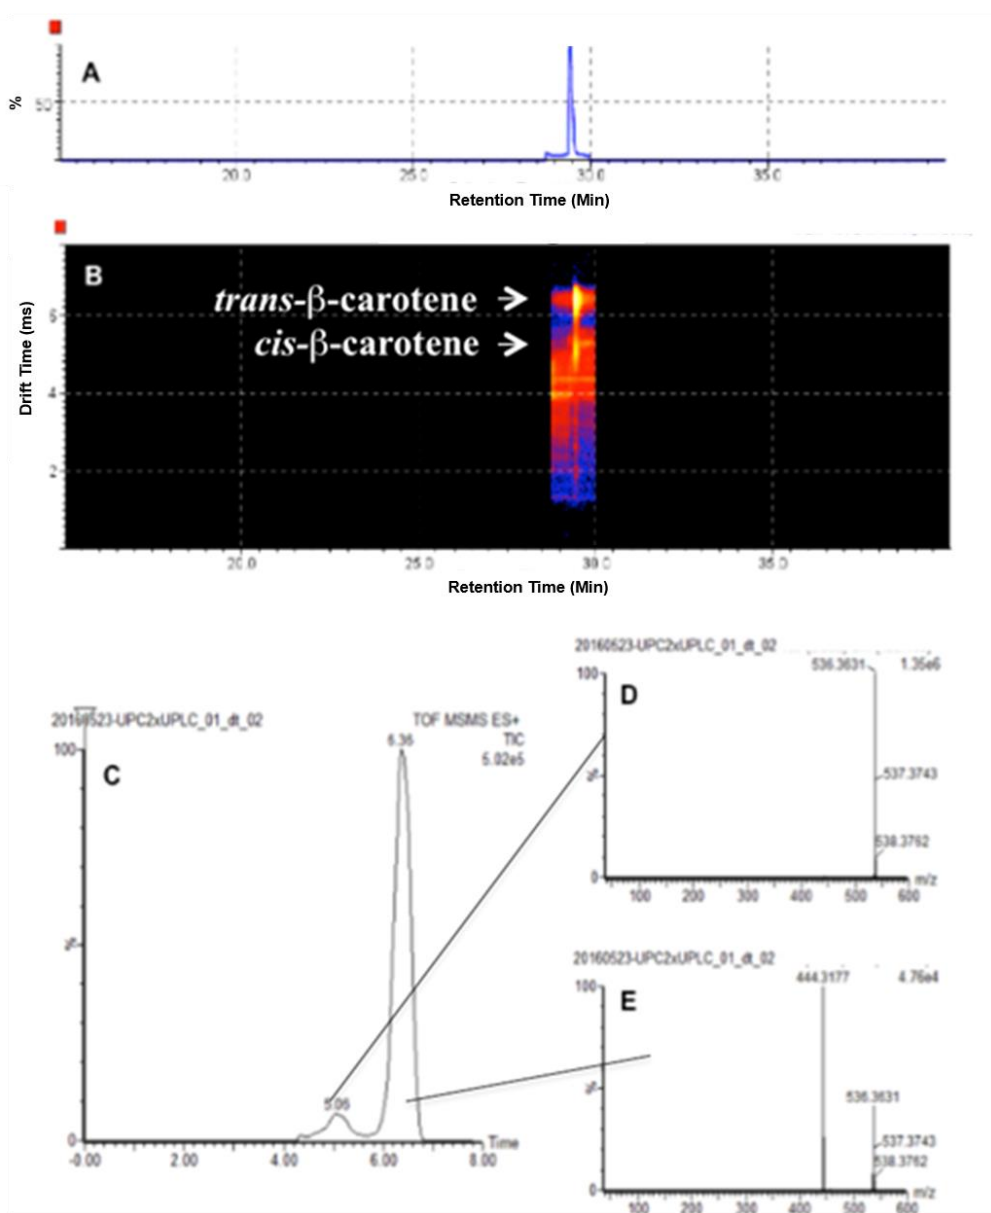 A
%
50
20.0 25.0 30.0 35.0
Retention Time (Min)
B
trans-β-carotene
cis-β-carotene
Drift Time (ms)
6
4
2
20.0 25.0 30.0 35.0
Retention Time (Min)
20160523-UPC2xUPLC_01_dt_02
TOF MSMS ES+
TIC
5.02e5
C
100
%
0
6.36
5.06
Time
-0.00 2.00 4.00 6.00 8.00
20160523-UPC2xUPLC_01_dt_02
1.35e6
D
100
%
0
536.3631
537.3743
538.3762
m/z
100 200 300 400 500 600
20160523-UPC2xUPLC_01_dt_02
4.76e4
E
100
%
0
444.3177
536.3631
537.3743
538.3762
m/z
100 200 300 400 500 600